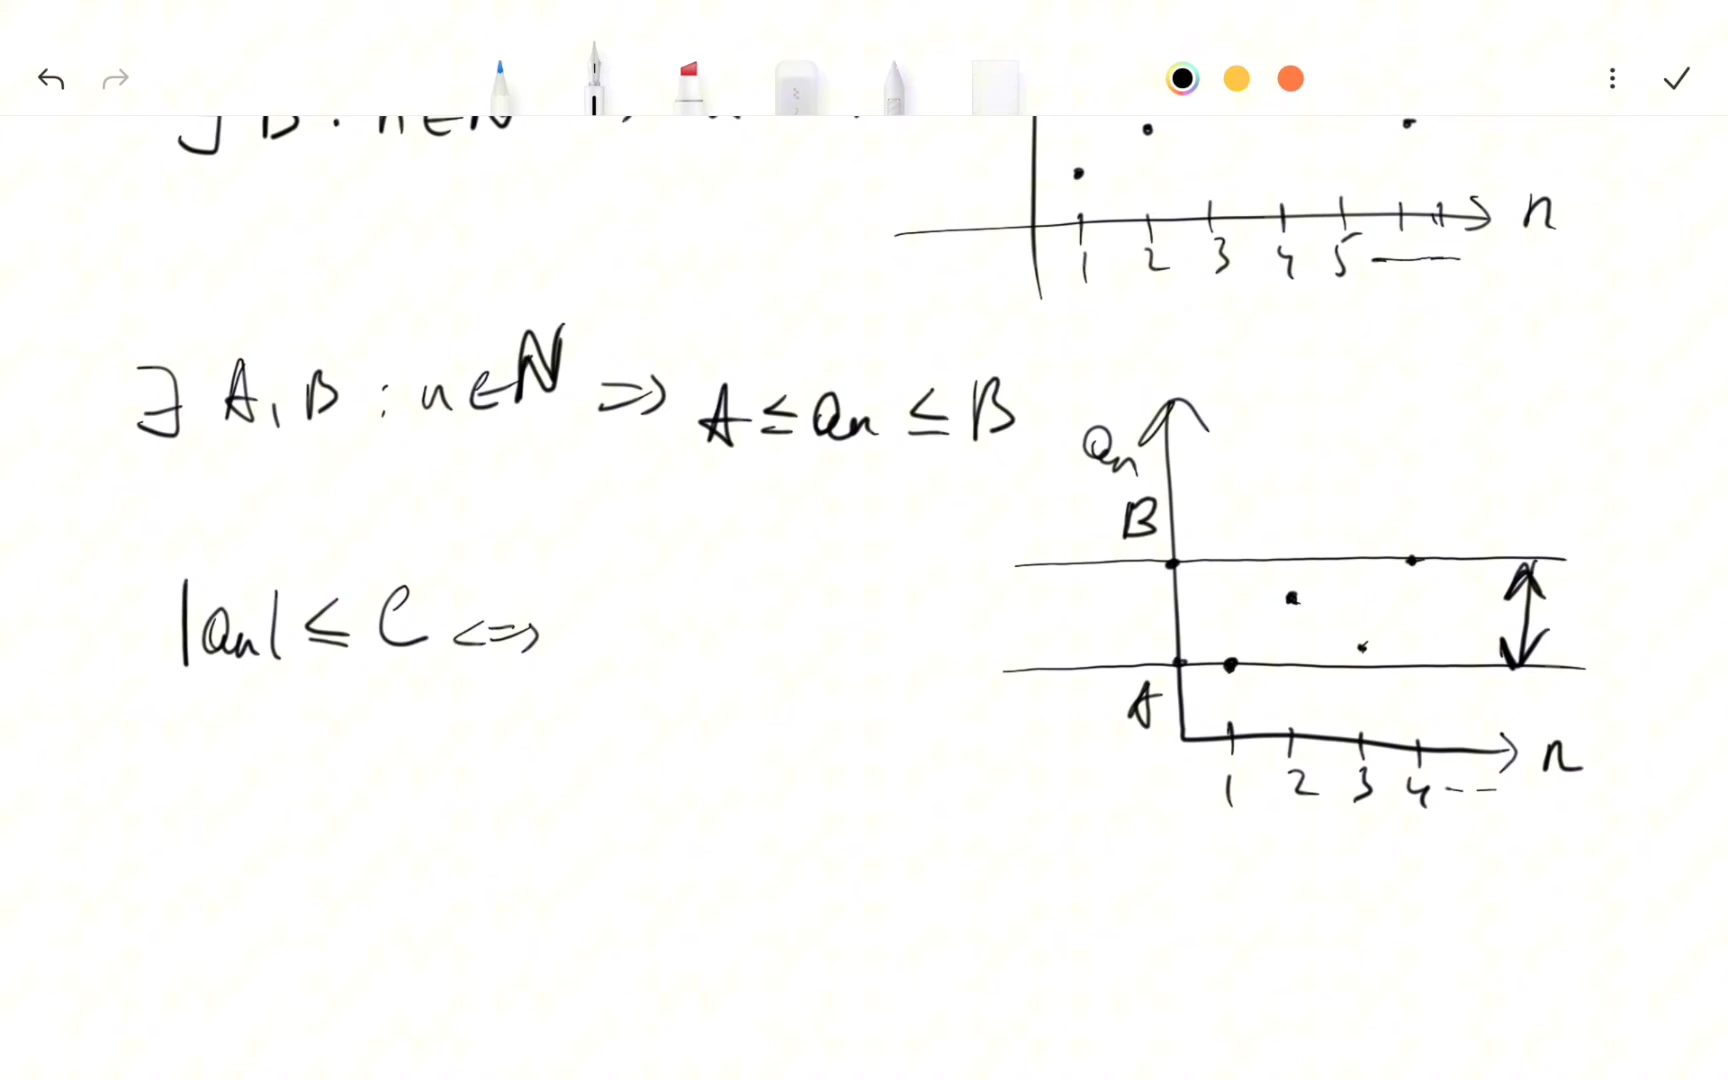 ∃ B : n∈N
n
1 2 3 4 5
∃ A, B : n∈N ⇒ A ≤ an ≤ B
an
B
|an| ≤ C <=>
A
n
1 2 3 4 --